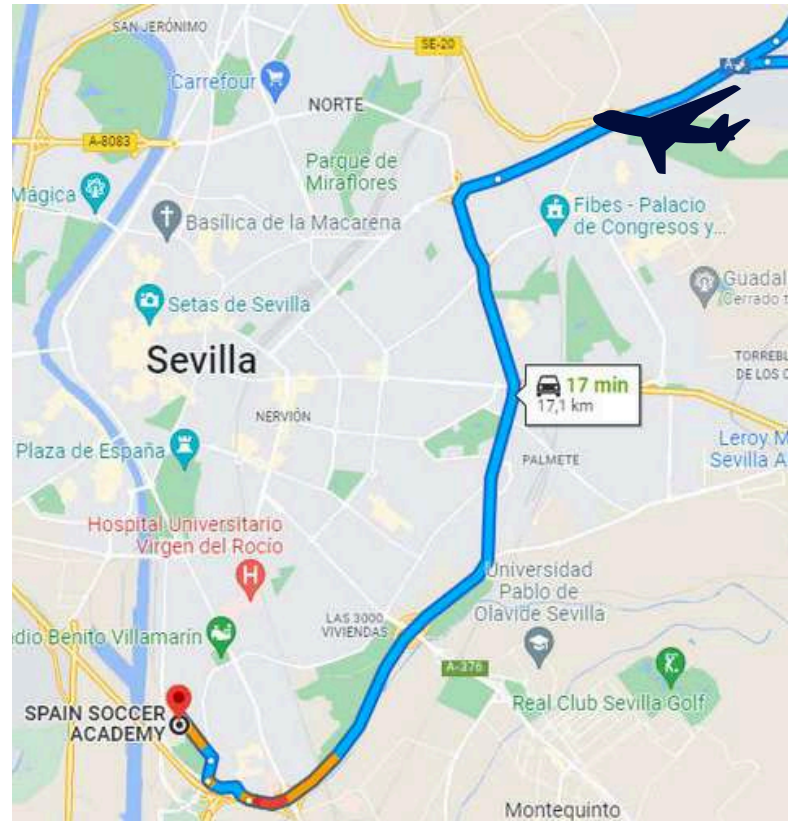 SAN JERÓNIMO
SE-20
Carrefour
NORTE
A-8083
Parque de
Miraflores
Mágica
Basílica de la Macarena
Fibes - Palacio
de Congresos y...
Guadal
Cerrado t
Setas de Sevilla
Sevilla
TORREBL
DE LOS
17 min
17,1 km
NERVIÓN
Plaza de España
PALMETE
Leroy M
Sevilla A
Hospital Universitario
Virgen del Rocío
H
Universidad
Pablo de
Olavide Sevilla
LAS 3000
VIVIENDAS
dio Benito Villamarín
A-376
SPAIN SOCCER
ACADEMY
Real Club Sevilla Golf
Montequinto